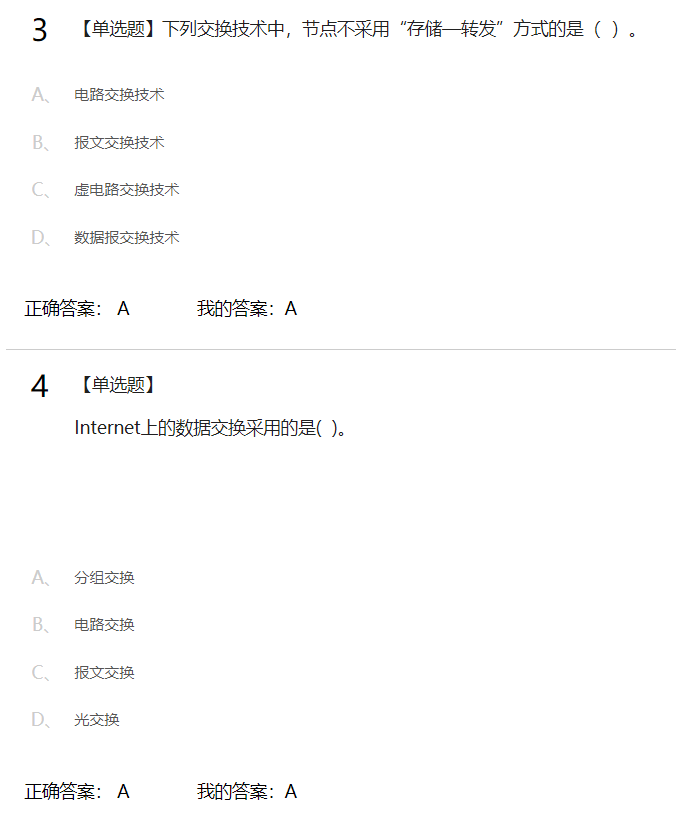 3 【单选题】下列交换技术中，节点不采用“存储—转发”方式的是（ ）。
A、 电路交换技术
B、 报文交换技术
C、 虚电路交换技术
D、 数据报交换技术
正确答案： A 我的答案：A
4 【单选题】
Internet上的数据交换采用的是( )。
A、 分组交换
B、 电路交换
C、 报文交换
D、 光交换
正确答案： A 我的答案：A